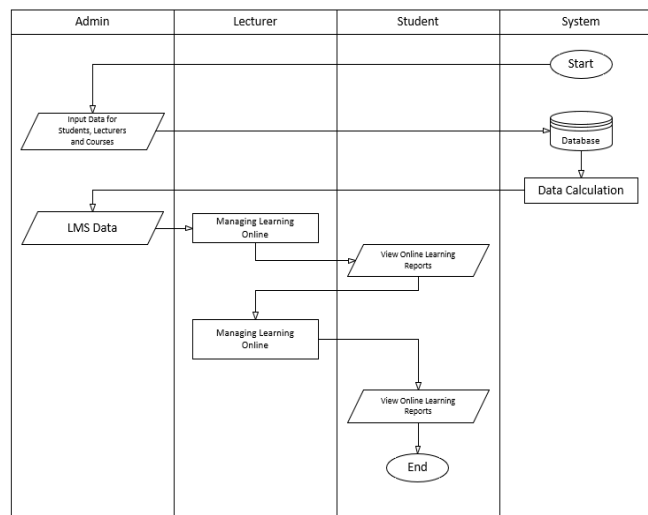 Admin
Lecturer
Student
System
Start
Input Data for
Students, Lecturers
and Courses
Database
Data Calculation
LMS Data
Managing Learning
Online
View Online Learning
Reports
Managing Learning
Online
View Online Learning
Reports
End